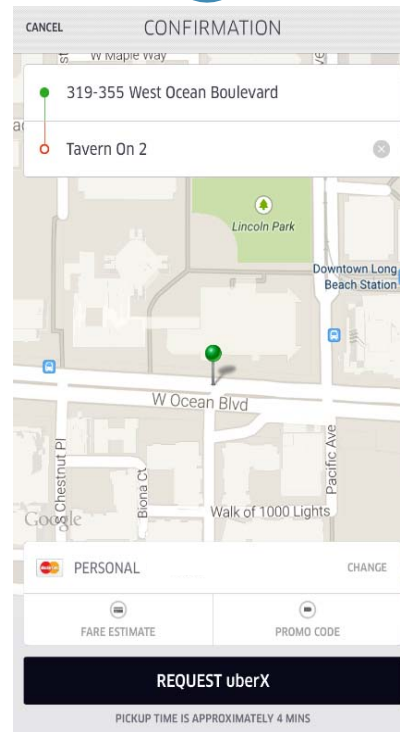 CANCEL
CONFIRMATION
W Maple Way
319-355 West Ocean Boulevard
Tavern On 2
Lincoln Park
Downtown Long
Beach Station
W Ocean Blvd
S Chestnut Pl
Biona Ct
Pacific Ave
Walk of 1000 Lights
Google
PERSONAL
CHANGE
FARE ESTIMATE
PROMO CODE
REQUEST uberX
PICKUP TIME IS APPROXIMATELY 4 MINS